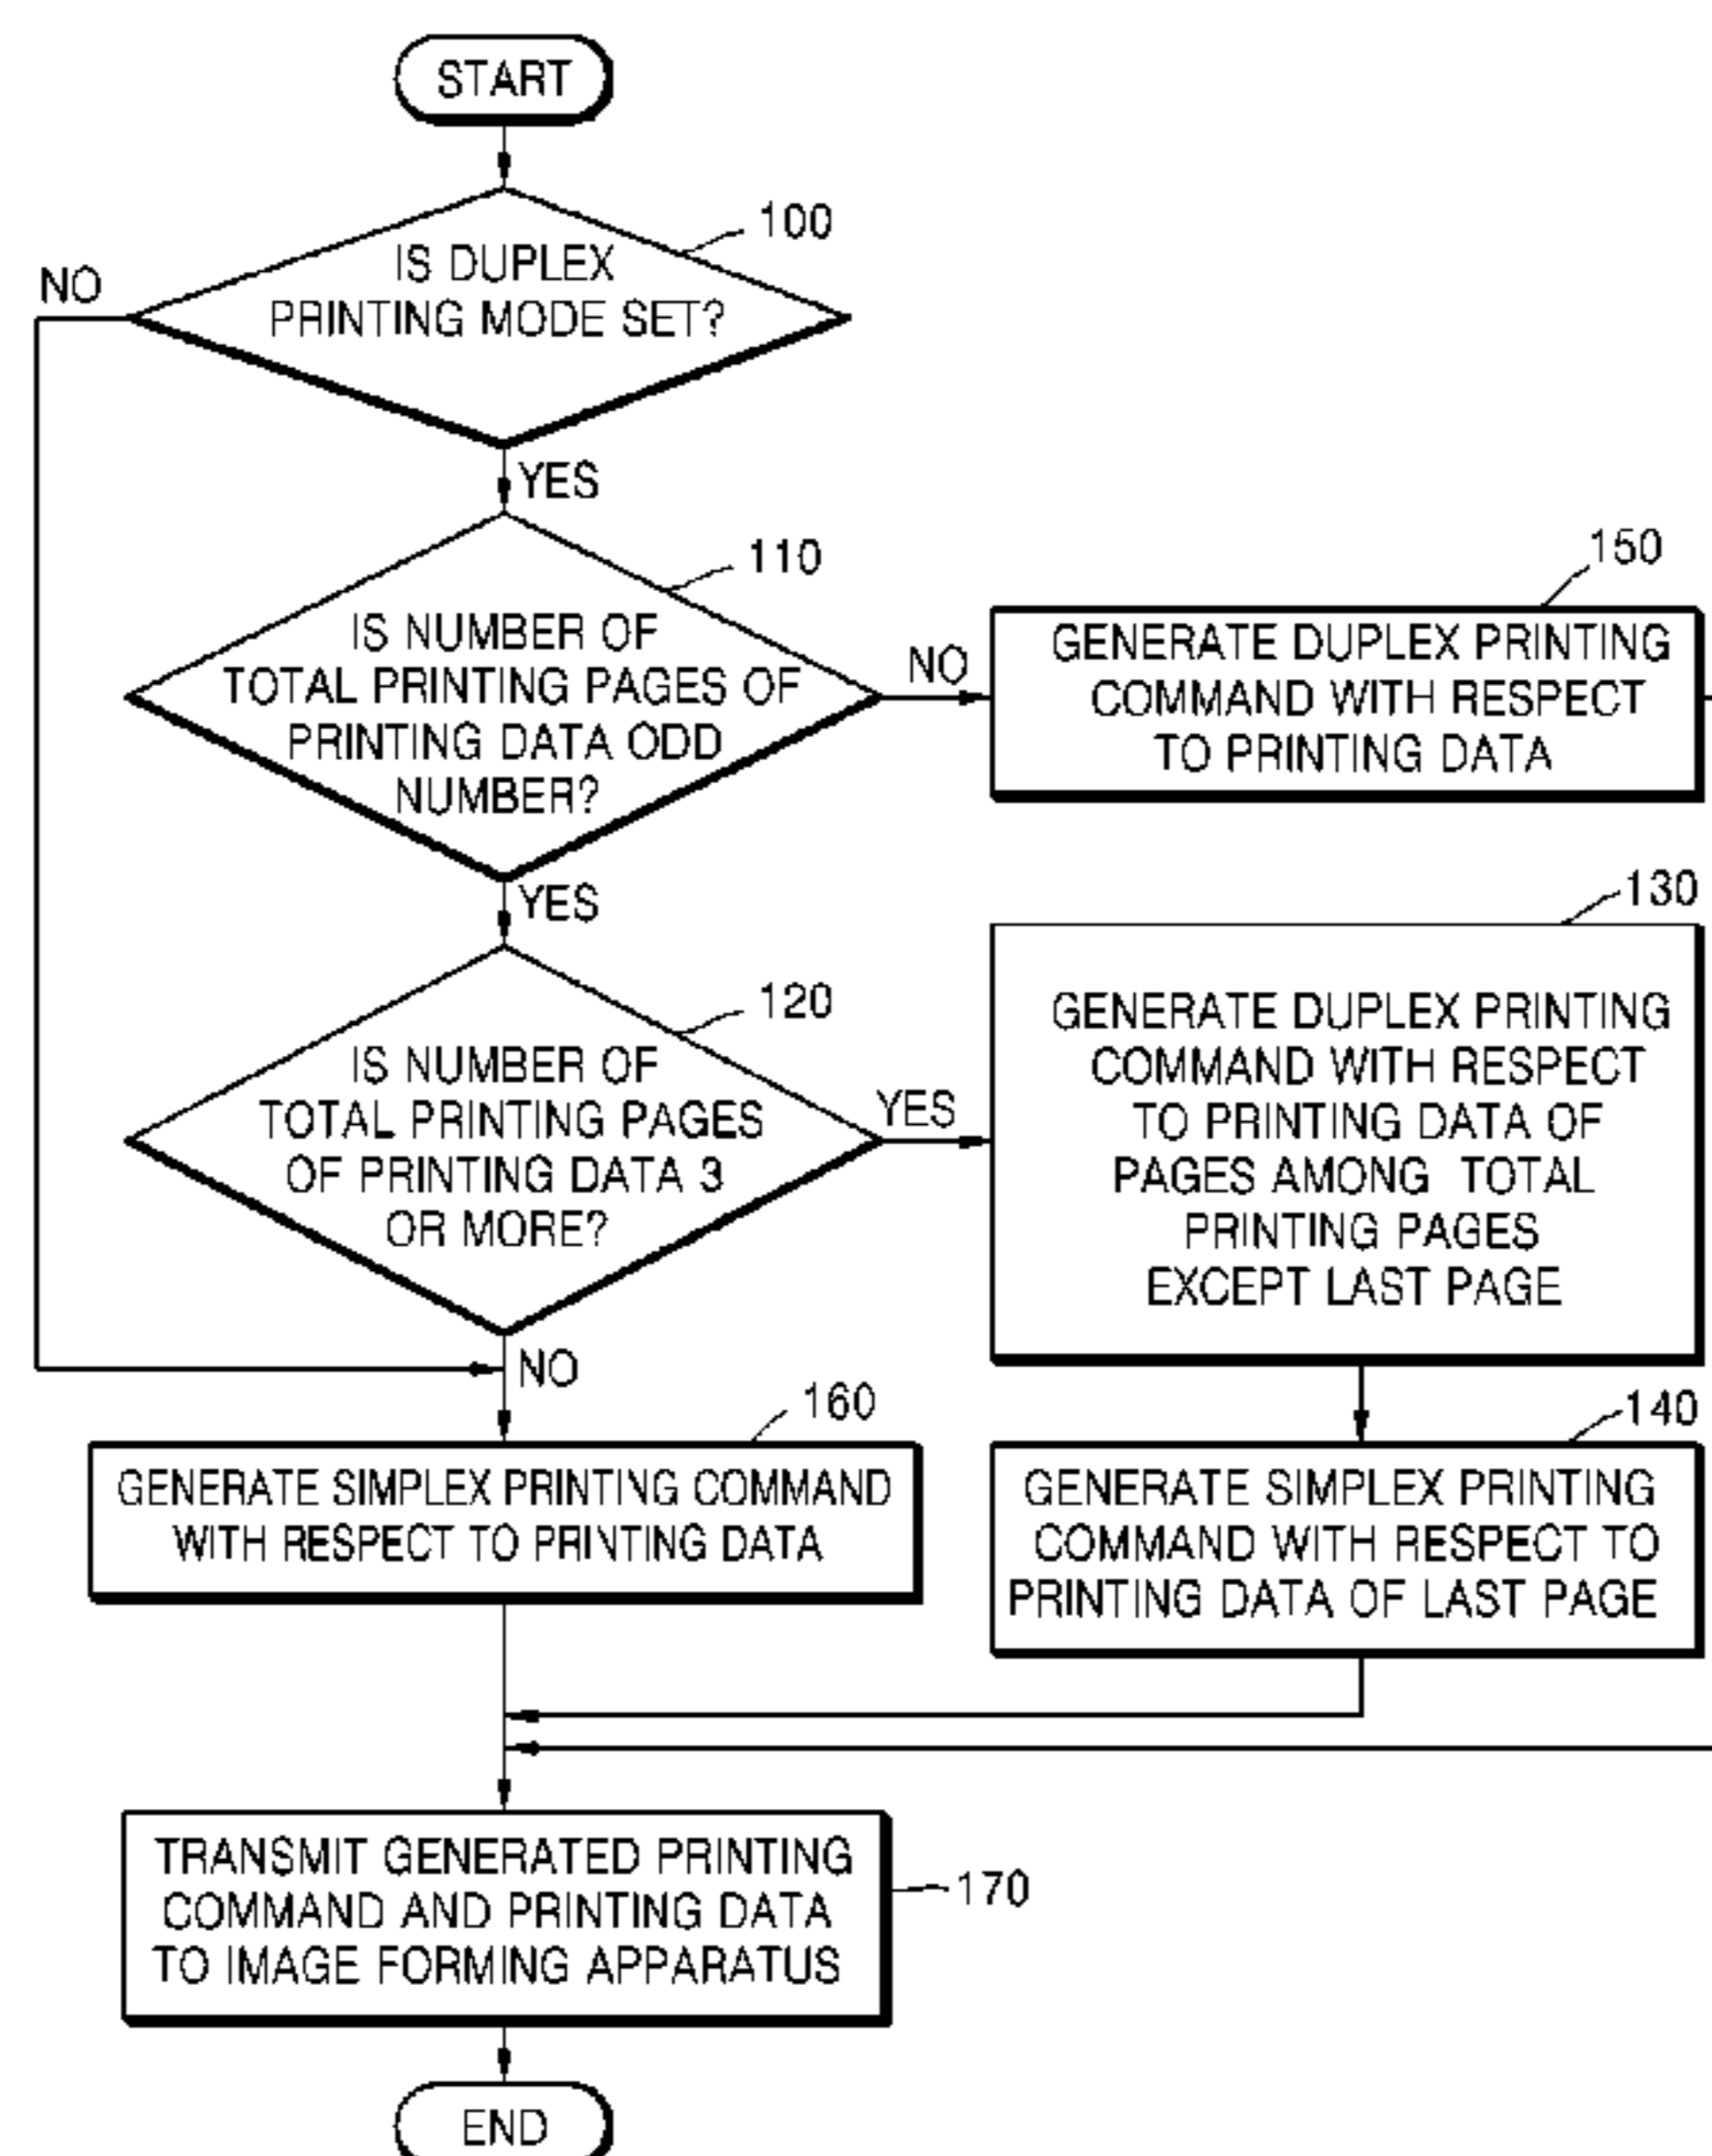 START
100
IS DUPLEX
PRINTING MODE SET?
NO
YES
110
IS NUMBER OF
TOTAL PRINTING PAGES OF
PRINTING DATA ODD
NUMBER?
NO
150
GENERATE DUPLEX PRINTING
COMMAND WITH RESPECT
TO PRINTING DATA
YES
120
IS NUMBER OF
TOTAL PRINTING PAGES
OF PRINTING DATA 3
OR MORE?
YES
130
GENERATE DUPLEX PRINTING
COMMAND WITH RESPECT
TO PRINTING DATA OF
PAGES AMONG TOTAL
PRINTING PAGES
EXCEPT LAST PAGE
NO
160
GENERATE SIMPLEX PRINTING COMMAND
WITH RESPECT TO PRINTING DATA
140
GENERATE SIMPLEX PRINTING
COMMAND WITH RESPECT TO
PRINTING DATA OF LAST PAGE
TRANSMIT GENERATED PRINTING
COMMAND AND PRINTING DATA
TO IMAGE FORMING APPARATUS
170
END